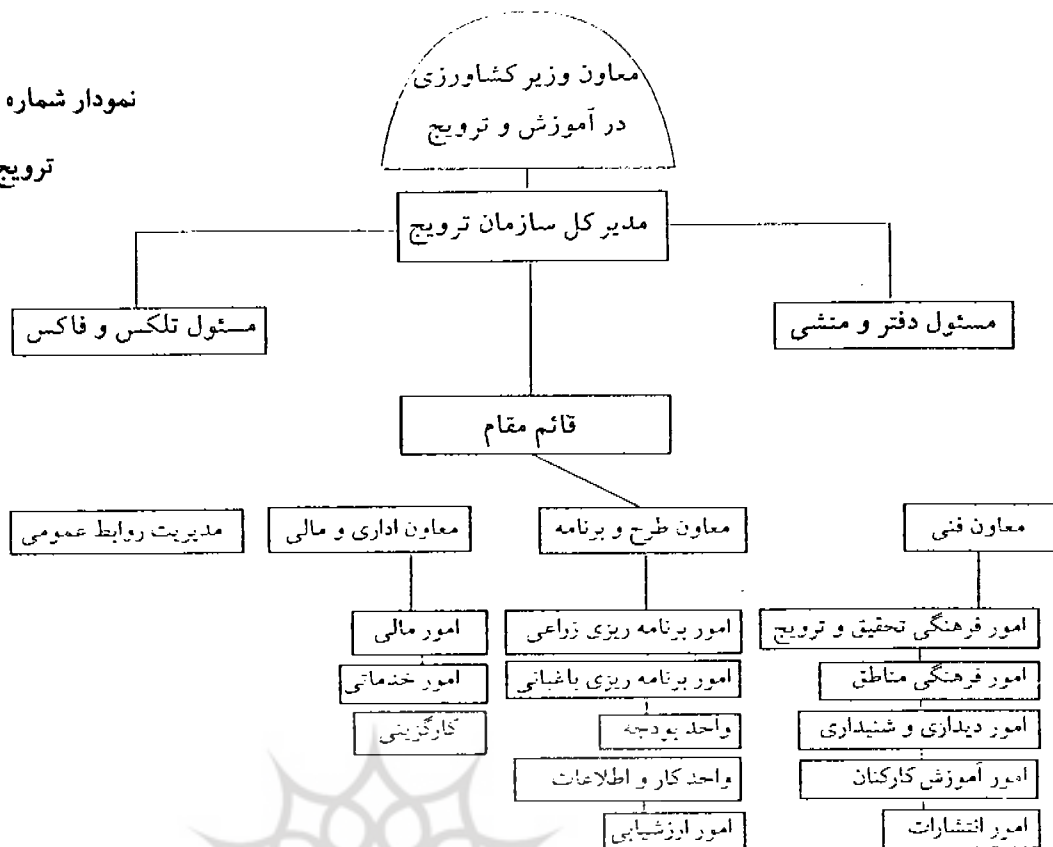 معاون وزیر کشاورزی
در آموزش و ترویج
نمودار شماره
ترویج
مدیر کل سازمان ترویج
مسئول دفتر و منشی
مسئول تلکس و فاکس
قائم مقام
معاون فنی
معاون طرح و برنامه
معاون اداری و مالی
مدیریت روابط عمومی
امور فرهنگی تحقیق و ترویج
امور فرهنگی مناطق
امور دیداری و شنیداری
امور آموزش کارکنان
امور انتشارات
امور برنامه ریزی زراعی
امور برنامه ریزی باغبانی
واحد بودجه
واحد کار و اطلاعات
امور ارزشیابی
امور مالی
امور خدماتی
کارگزینی